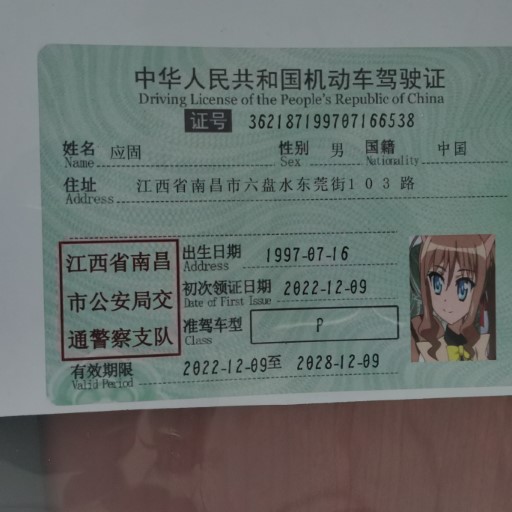 中华人民共和国机动车驾驶证
Driving License of the People's Republic of China
证号 362187199707166538
姓名 应固 性别 男 国籍 中国
Name Sex Nationality
住址 江西省南昌市六盘水东莞街103路
Address
江西省南昌
市公安局交
通警察支队
出生日期 1997-07-16
Address
初次领证日期 2022-12-09
Date of First Issue
准驾车型 P
Class
有效期限 2022-12-09至 2028-12-09
Valid Period